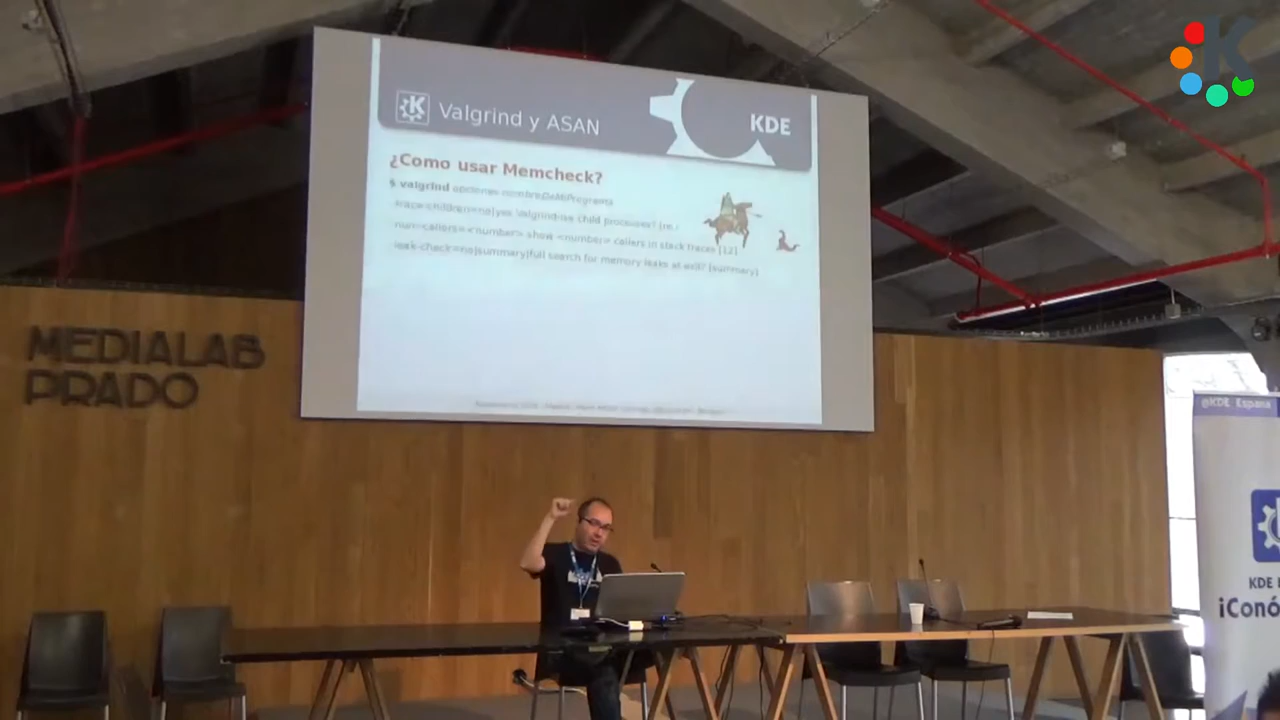 Valgrind y ASAN
KDE
¿Como usar Memcheck?
$ valgrind opciones nombreDeMiPrograma
trace-children=no|yes Valgrind-ise child processes? [no]
num-callers=<number> show <number> callers in stack traces [12]
leak-check=no|summary|full search for memory leaks at exit? [summary]
MEDIALAB
PRADO
@KDE_Espana
KDE
¡Conó
K